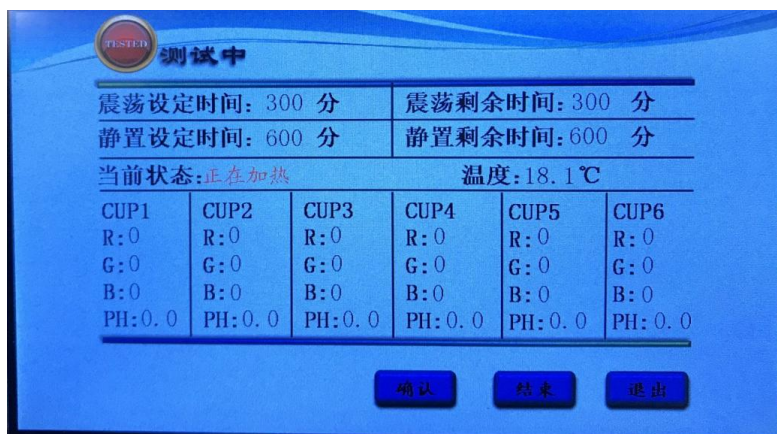 TESTED
测试中
震荡设定时间: 300 分 震荡剩余时间: 300 分
静置设定时间: 600 分 静置剩余时间: 600 分
当前状态:正在加热 温度:18.1℃
CUP1 CUP2 CUP3 CUP4 CUP5 CUP6
R:0 R:0 R:0 R:0 R:0 R:0
G:0 G:0 G:0 G:0 G:0 G:0
B:0 B:0 B:0 B:0 B:0 B:0
PH:0.0 PH:0.0 PH:0.0 PH:0.0 PH:0.0 PH:0.0
确认 结束 退出